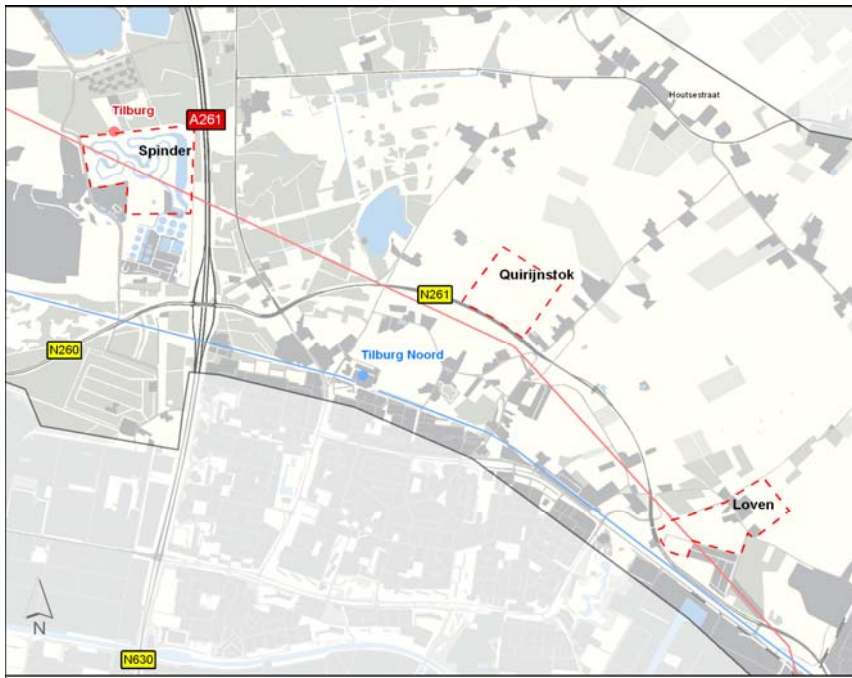 Houtsestraat
Tilburg
A261
Spinder
Quirijnstok
N261
N260
Tilburg Noord
Loven
N
N630